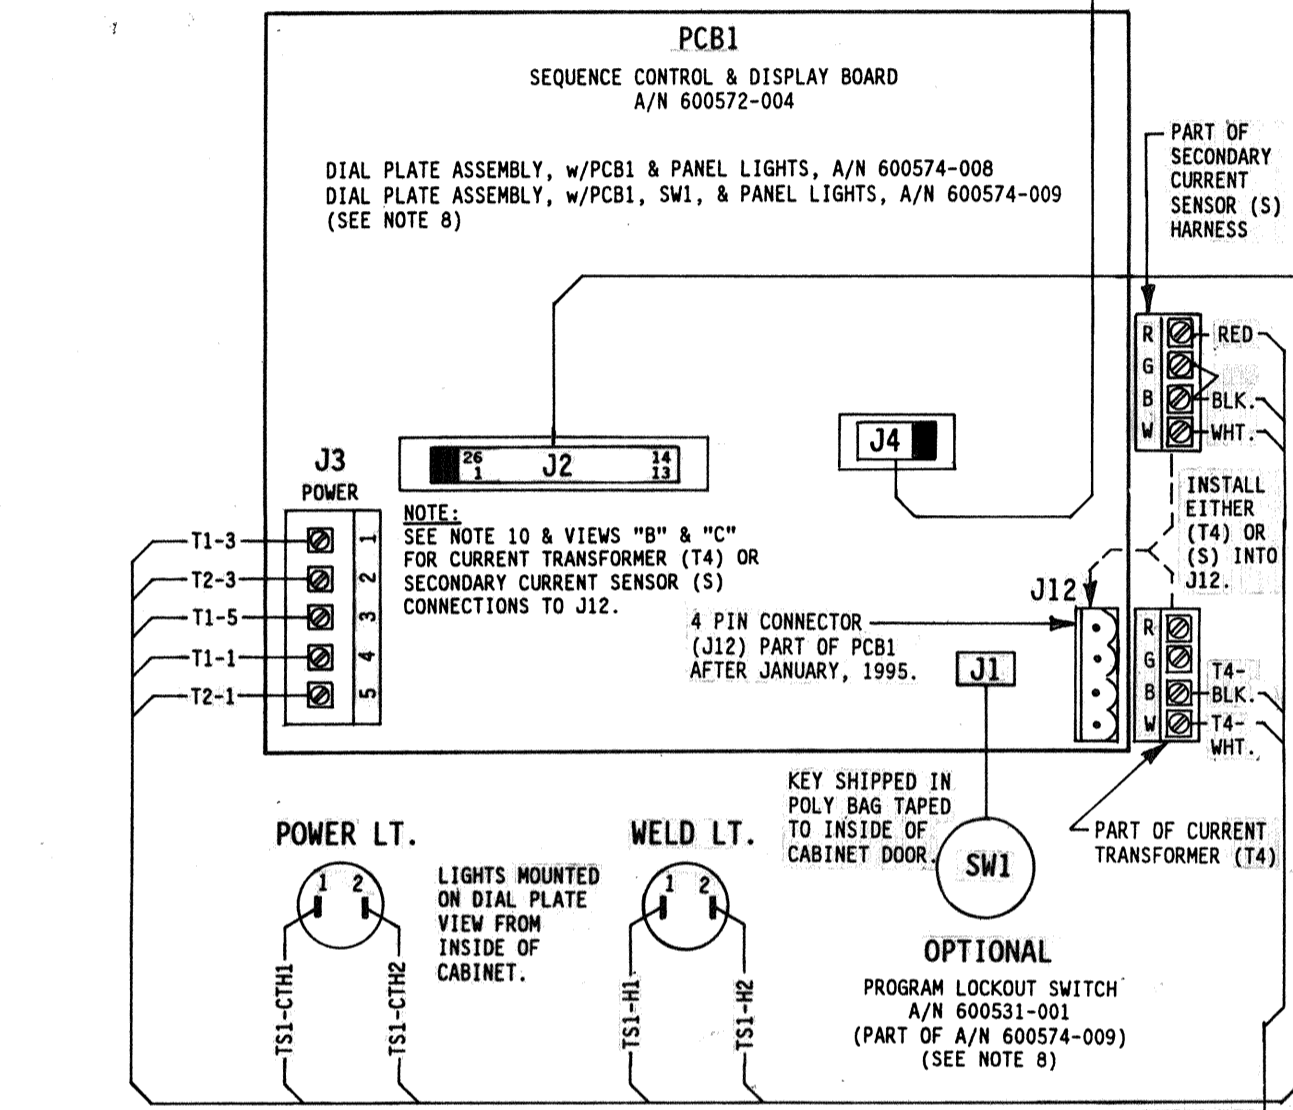 PCB1
SEQUENCE CONTROL & DISPLAY BOARD
A/N 600572-004
DIAL PLATE ASSEMBLY, w/PCB1 & PANEL LIGHTS, A/N 600574-008
DIAL PLATE ASSEMBLY, w/PCB1, SW1, & PANEL LIGHTS, A/N 600574-009
(SEE NOTE 8)
PART OF
SECONDARY
CURRENT
SENSOR (S)
HARNESS
R RED
G
B BLK.
W WHT.
J4
26 14
J2
1 13
J3
POWER
NOTE:
SEE NOTE 10 & VIEWS "B" & "C"
FOR CURRENT TRANSFORMER (T4) OR
SECONDARY CURRENT SENSOR (S)
CONNECTIONS TO J12.
T1-3 1
T2-3 2
T1-5 3
T1-1 4
T2-1 5
INSTALL
EITHER
(T4) OR
(S) INTO
J12.
J12
4 PIN CONNECTOR
(J12) PART OF PCB1
AFTER JANUARY, 1995.
J1
R
G
B T4-
BLK.
W T4-
WHT.
KEY SHIPPED IN
POLY BAG TAPED
TO INSIDE OF
CABINET DOOR.
PART OF CURRENT
TRANSFORMER (T4)
SW1
POWER LT.
1 2
LIGHTS MOUNTED
ON DIAL PLATE
VIEW FROM
INSIDE OF
CABINET.
WELD LT.
1 2
TS1-CTH1
TS1-CTH2
TS1-H1
TS1-H2
OPTIONAL
PROGRAM LOCKOUT SWITCH
A/N 600531-001
(PART OF A/N 600574-009)
(SEE NOTE 8)